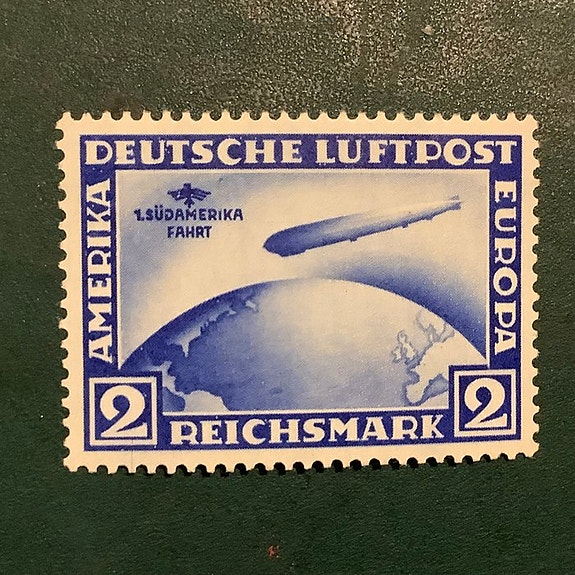 DEUTSCHE LUFTPOST
AMERIKA
1.SÜDAMERIKA
FAHRT
EUROPA
2
REICHSMARK
2